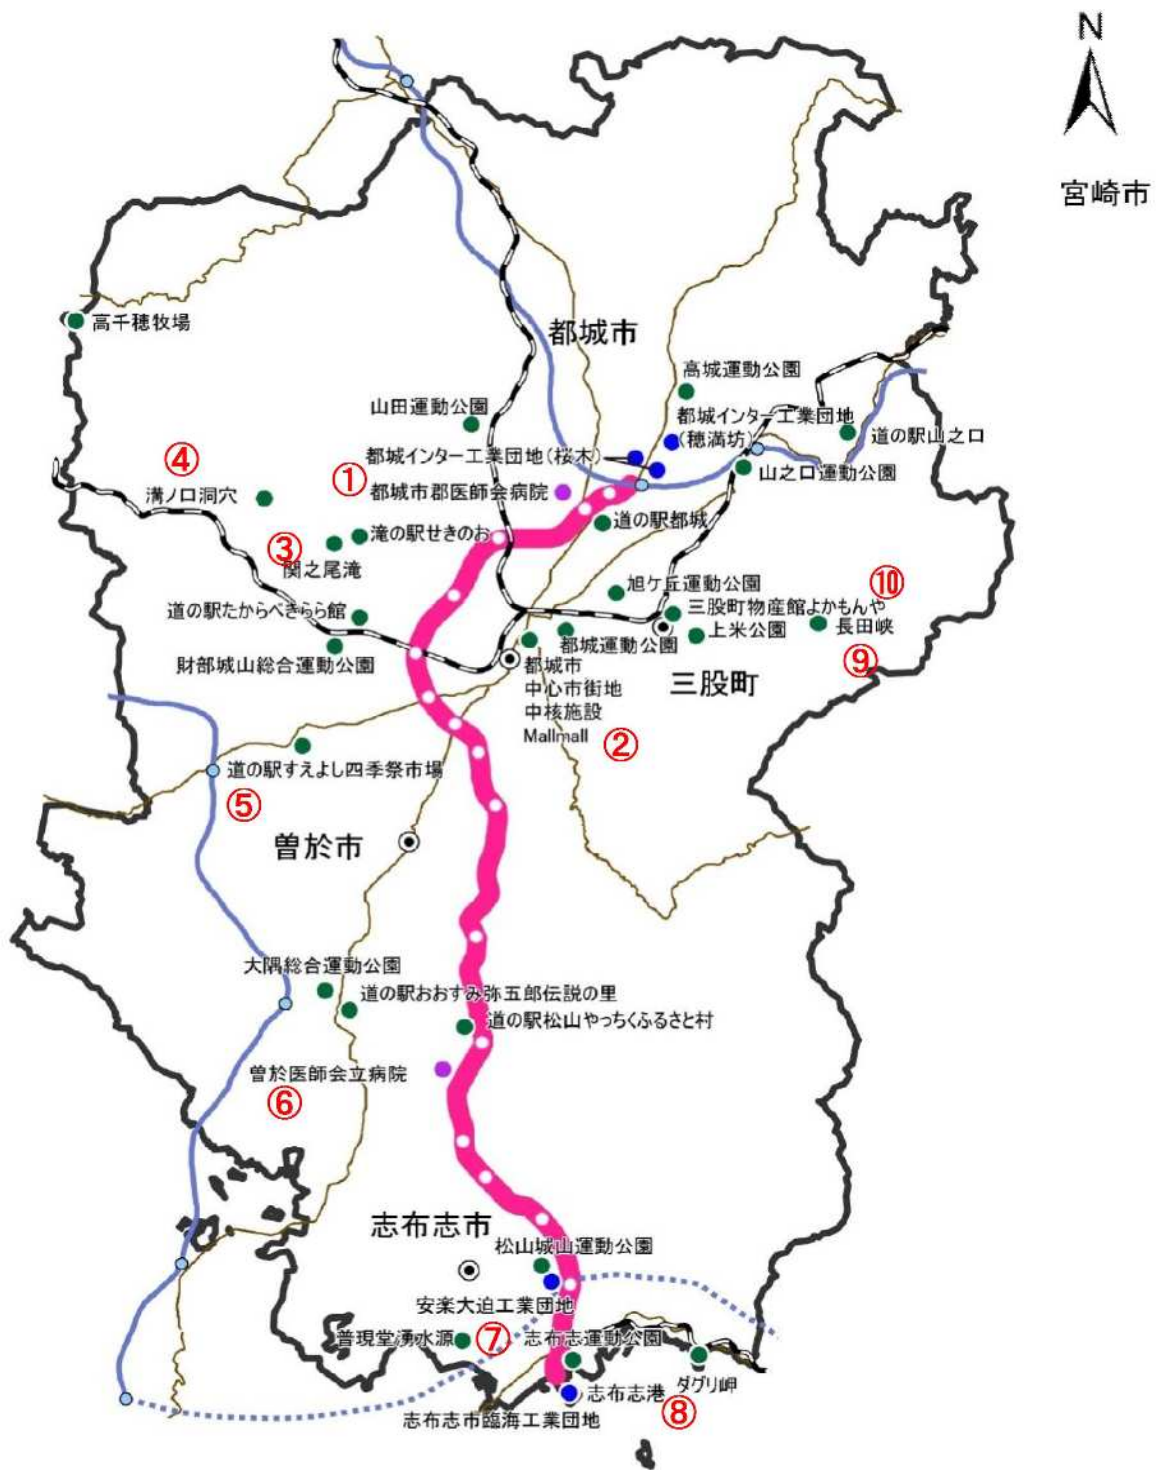 N
宮崎市
高千穂牧場
都城市
高城運動公園
山田運動公園
都城インター工業団地
(穂満坊)
道の駅山之口
④
都城インター工業団地(桜木)
山之口運動公園
①
都城市郡医師会病院
溝ノ口洞穴
道の駅都城
滝の駅せきのお
③
関之尾滝
旭ケ丘運動公園
⑩
道の駅たからべきらら館
三股町物産館よかもんや
長田峡
上米公園
都城運動公園
財部城山総合運動公園
⑨
都城市
中心市街地
中核施設
Mallmall
三股町
②
道の駅すえよし四季祭市場
⑤
曽於市
大隅総合運動公園
道の駅おおすみ弥五郎伝説の里
道の駅松山やっちくふるさと村
曽於医師会立病院
⑥
志布志市
松山城山運動公園
安楽大迫工業団地
普現堂湧水源
⑦
志布志運動公園
ダグリ岬
志布志港
⑧
志布志市臨海工業団地